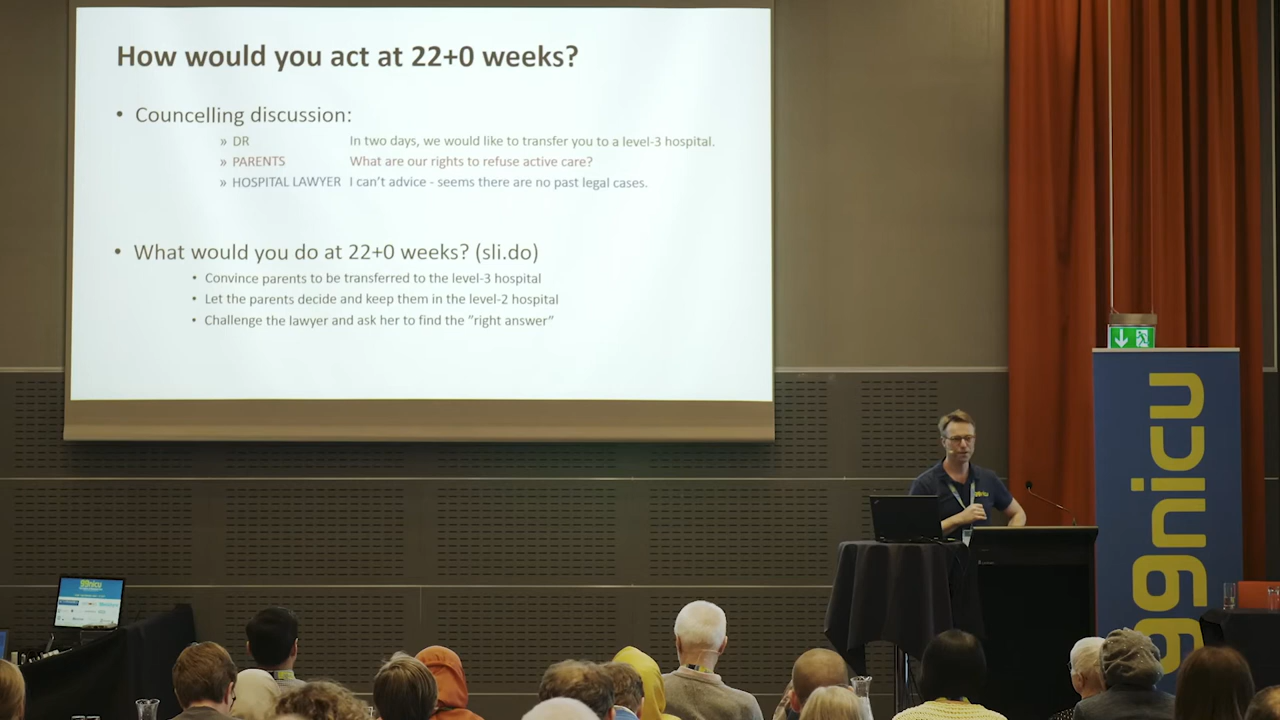 How would you act at 22+0 weeks?
• Councelling discussion:
» DR In two days, we would like to transfer you to a level-3 hospital.
» PARENTS What are our rights to refuse active care?
» HOSPITAL LAWYER I can't advice - seems there are no past legal cases.
• What would you do at 22+0 weeks? (sli.do)
• Convince parents to be transferred to the level-3 hospital
• Let the parents decide and keep them in the level-2 hospital
• Challenge the lawyer and ask her to find the ”right answer”
99nicu
99nicu